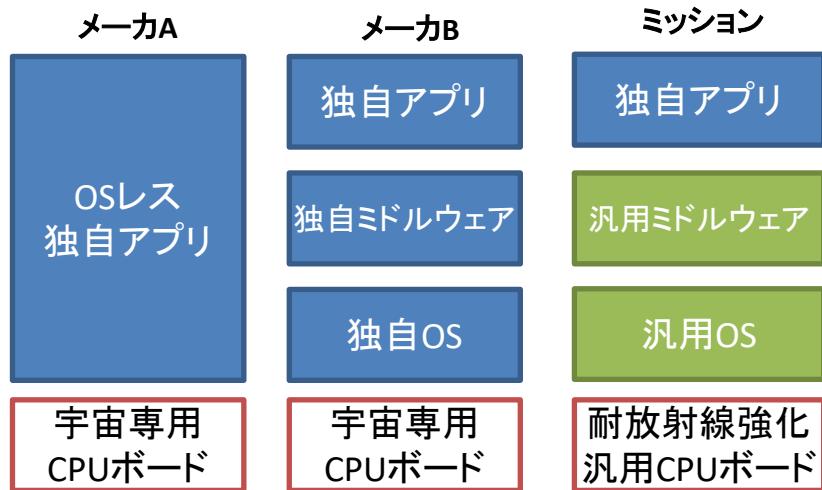 メーカA
OSレス
独自アプリ
宇宙専用
CPUボード
メーカB
独自アプリ
独自ミドルウェア
独自OS
宇宙専用
CPUボード
ミッション
独自アプリ
汎用ミドルウェア
汎用OS
耐放射線強化
汎用CPUボード